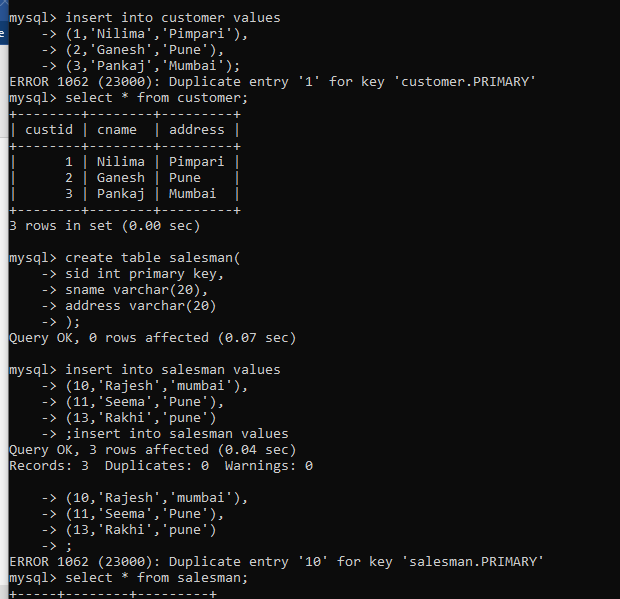 mysql> insert into customer values
    -> (1,'Nilima','Pimpari'),
    -> (2,'Ganesh','Pune'),
    -> (3,'Pankaj','Mumbai');
ERROR 1062 (23000): Duplicate entry '1' for key 'customer.PRIMARY'
mysql> select * from customer;
+--------+--------+---------+
| custid | cname  | address |
+--------+--------+---------+
|      1 | Nilima | Pimpari |
|      2 | Ganesh | Pune    |
|      3 | Pankaj | Mumbai  |
+--------+--------+---------+
3 rows in set (0.00 sec)

mysql> create table salesman(
    -> sid int primary key,
    -> sname varchar(20),
    -> address varchar(20)
    -> );
Query OK, 0 rows affected (0.07 sec)

mysql> insert into salesman values
    -> (10,'Rajesh','mumbai'),
    -> (11,'Seema','Pune'),
    -> (13,'Rakhi','pune')
    -> ;insert into salesman values
Query OK, 3 rows affected (0.04 sec)
Records: 3  Duplicates: 0  Warnings: 0

    -> (10,'Rajesh','mumbai'),
    -> (11,'Seema','Pune'),
    -> (13,'Rakhi','pune')
    -> ;
ERROR 1062 (23000): Duplicate entry '10' for key 'salesman.PRIMARY'
mysql> select * from salesman;
+-----+--------+---------+